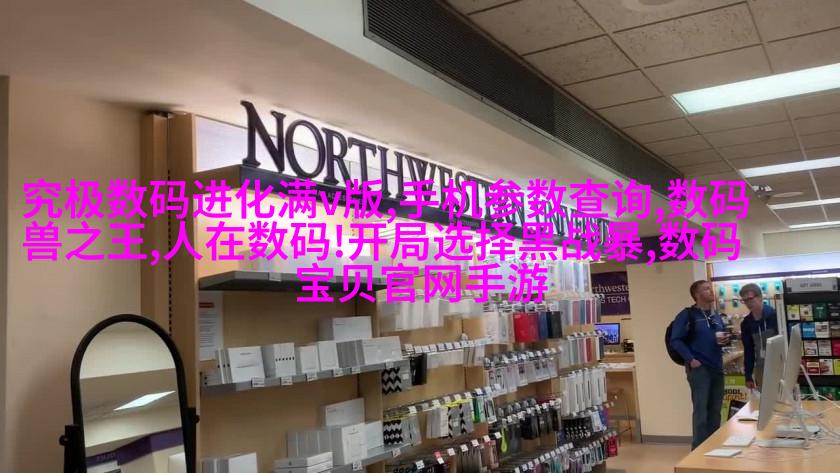 NORTHWESTERN
究极数码进化满v版,手机参数查询,数码
兽之王,人在数码!开局选择黑战暴,数码
宝贝官网手游
Northwestern
TECH